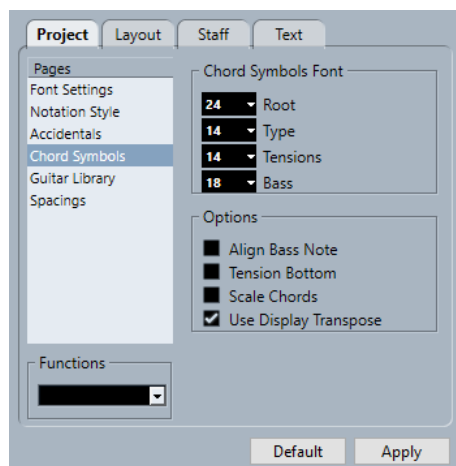 Project Layout Staff Text
Pages
Font Settings
Notation Style
Accidentals
Chord Symbols
Guitar Library
Spacings
Functions
Chord Symbols Font
24 Root
14 Type
14 Tensions
18 Bass
Options
Align Bass Note
Tension Bottom
Scale Chords
Use Display Transpose
Default Apply